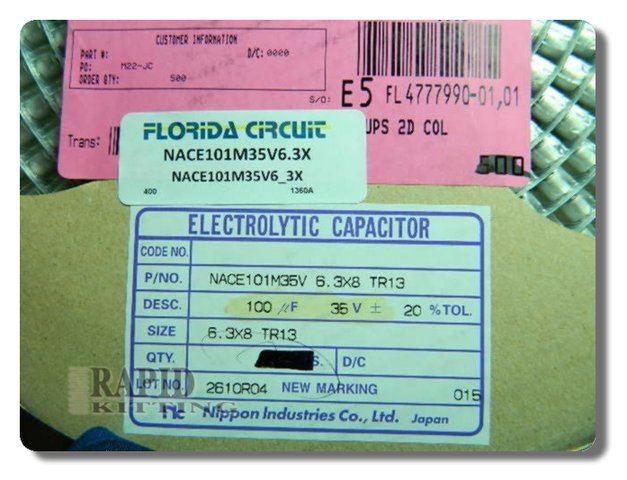 CUSTOMER INFORMATION
PART #: D/C: 0020
PO: M22-JC
ORDER QTY: 500
S/O: E5 FL4777990-01,01
UPS 2D COL
Trans:
500
FLORIDA CIRCUIT
NACE101M35V6.3X
NACE101M35V6_3X
400 1360A
ELECTROLYTIC CAPACITOR
CODE NO.
P/NO. NACE101M35V 6.3X8 TR13
DESC. 100 µF 35 V ± 20 % TOL.
SIZE 6.3X8 TR13
QTY. S. D/C
LOT NO. 2610R04 NEW MARKING 015
Nippon Industries Co., Ltd. Japan
RAPID
KITTING